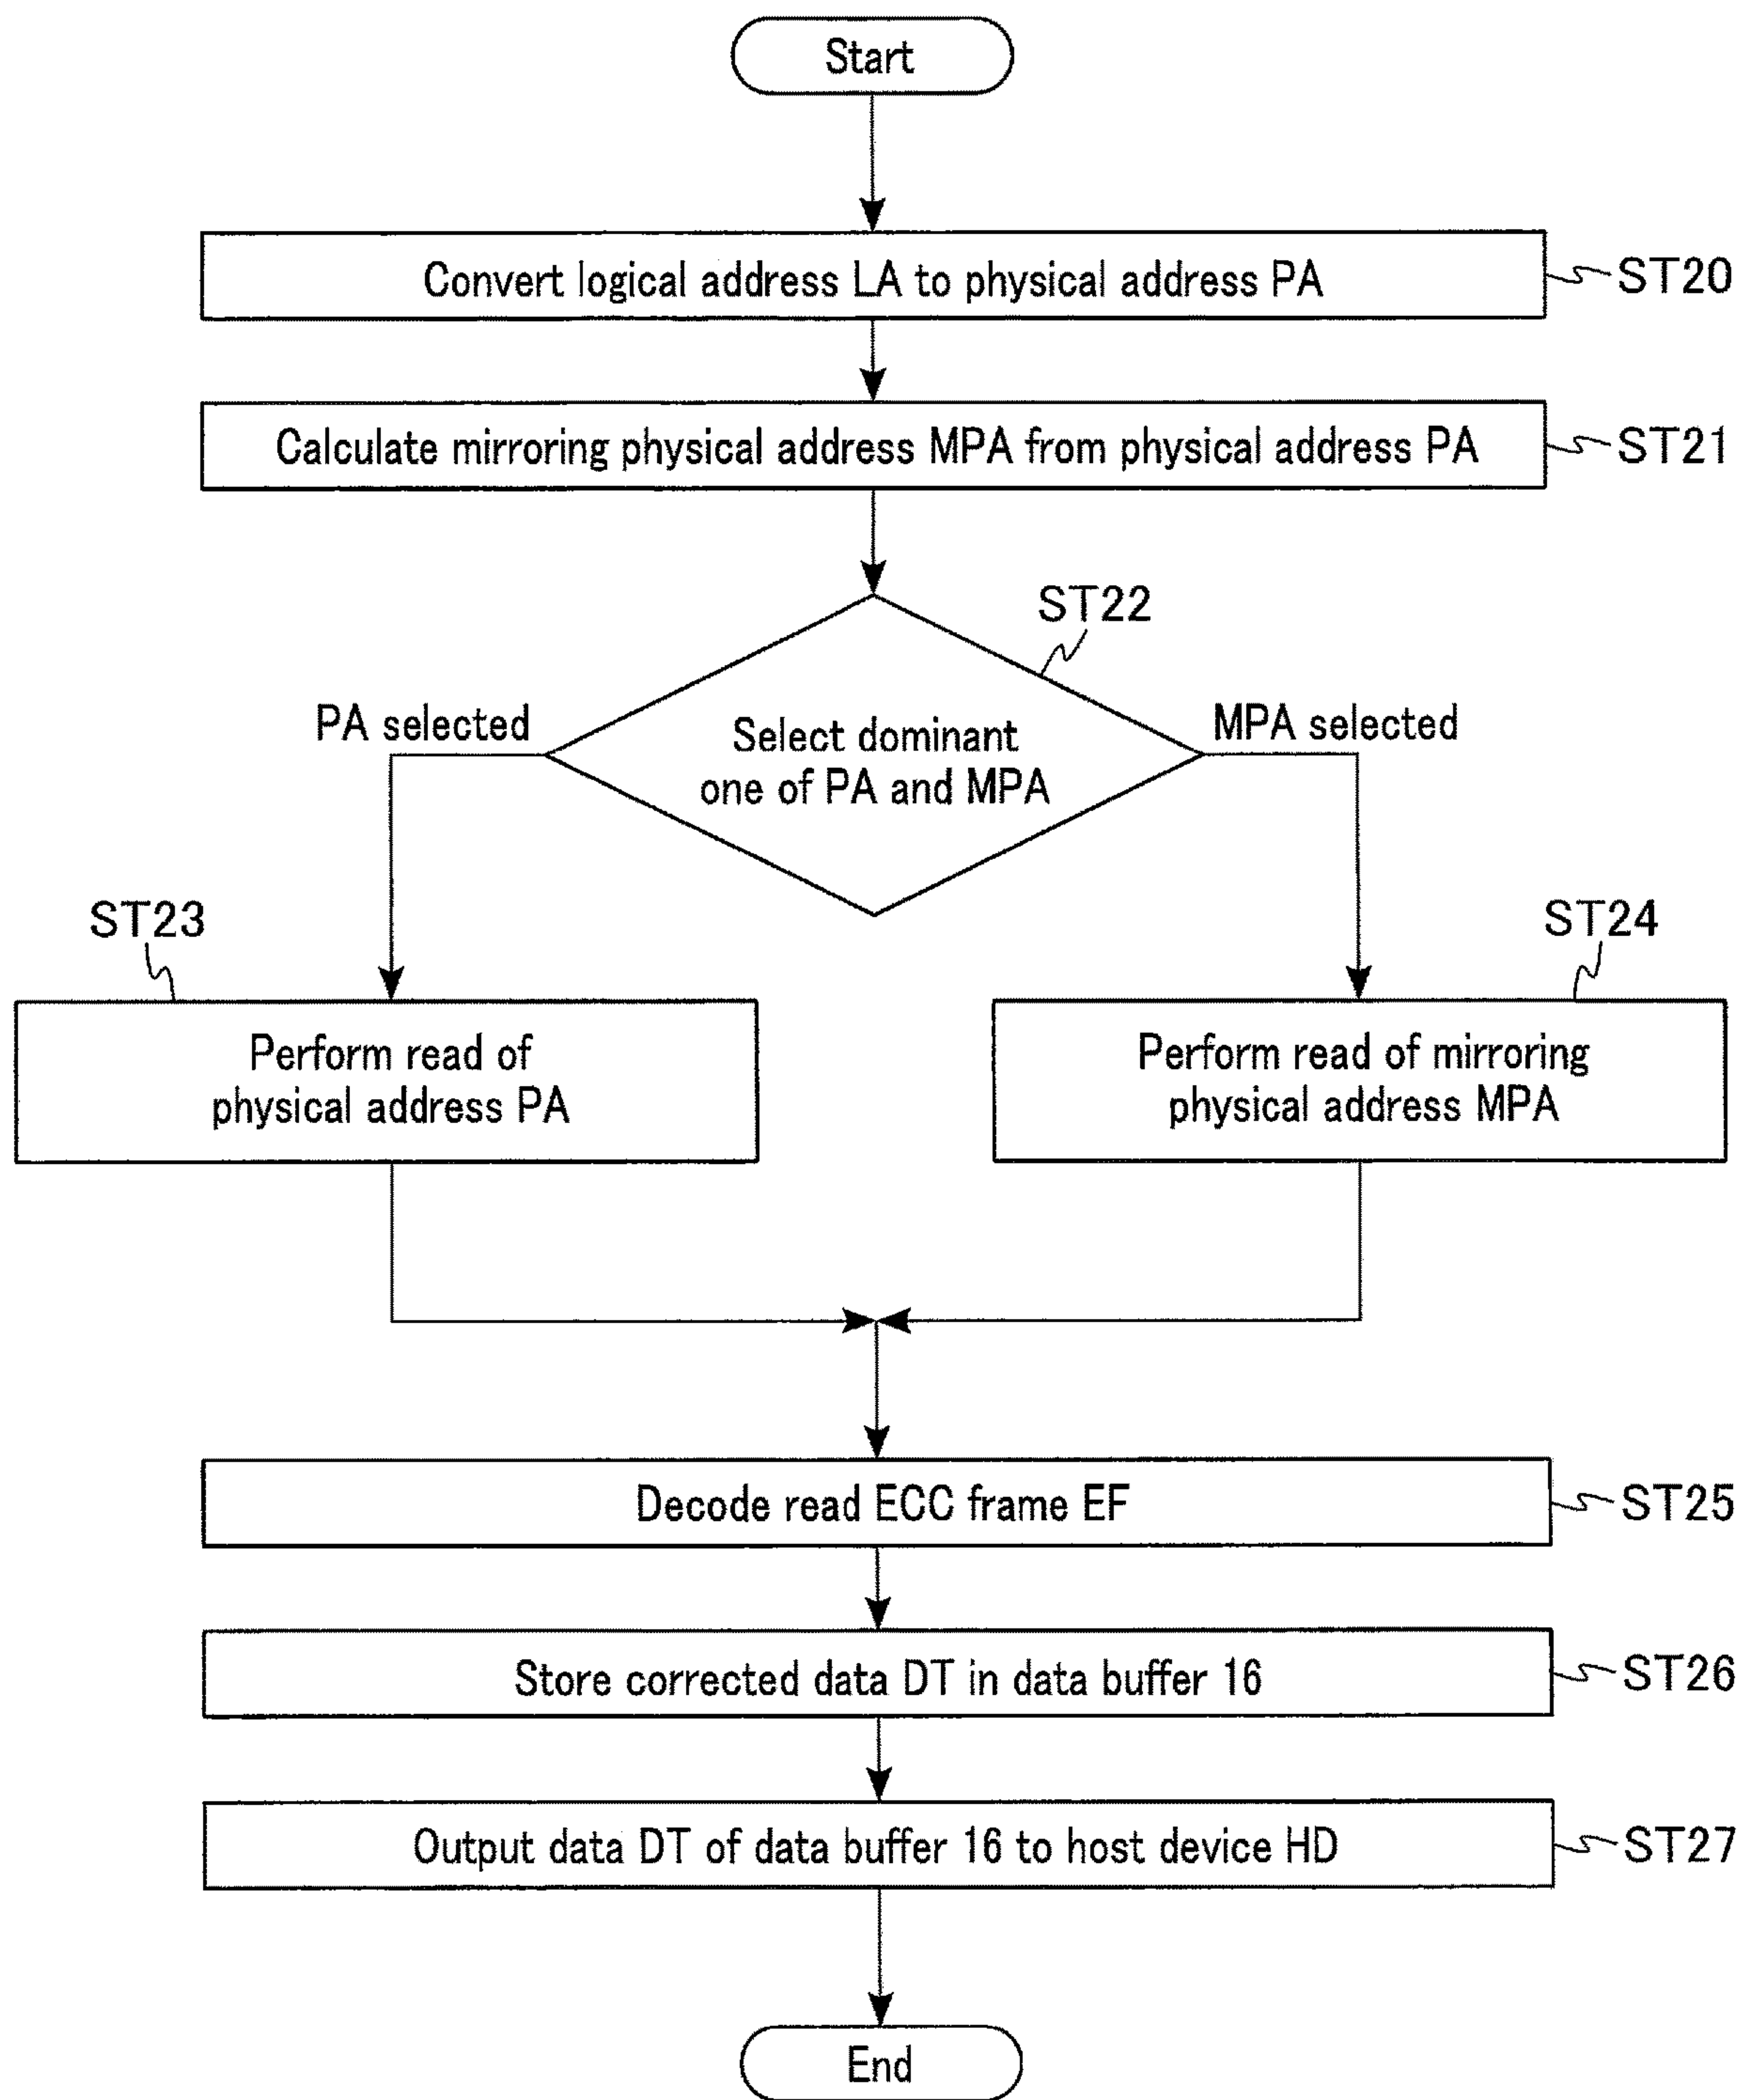 Start
Convert logical address LA to physical address PA
ST20
Calculate mirroring physical address MPA from physical address PA
ST21
ST22
PA selected
Select dominant
one of PA and MPA
MPA selected
ST23
Perform read of
physical address PA
ST24
Perform read of mirroring
physical address MPA
Decode read ECC frame EF
ST25
Store corrected data DT in data buffer 16
ST26
Output data DT of data buffer 16 to host device HD
ST27
End